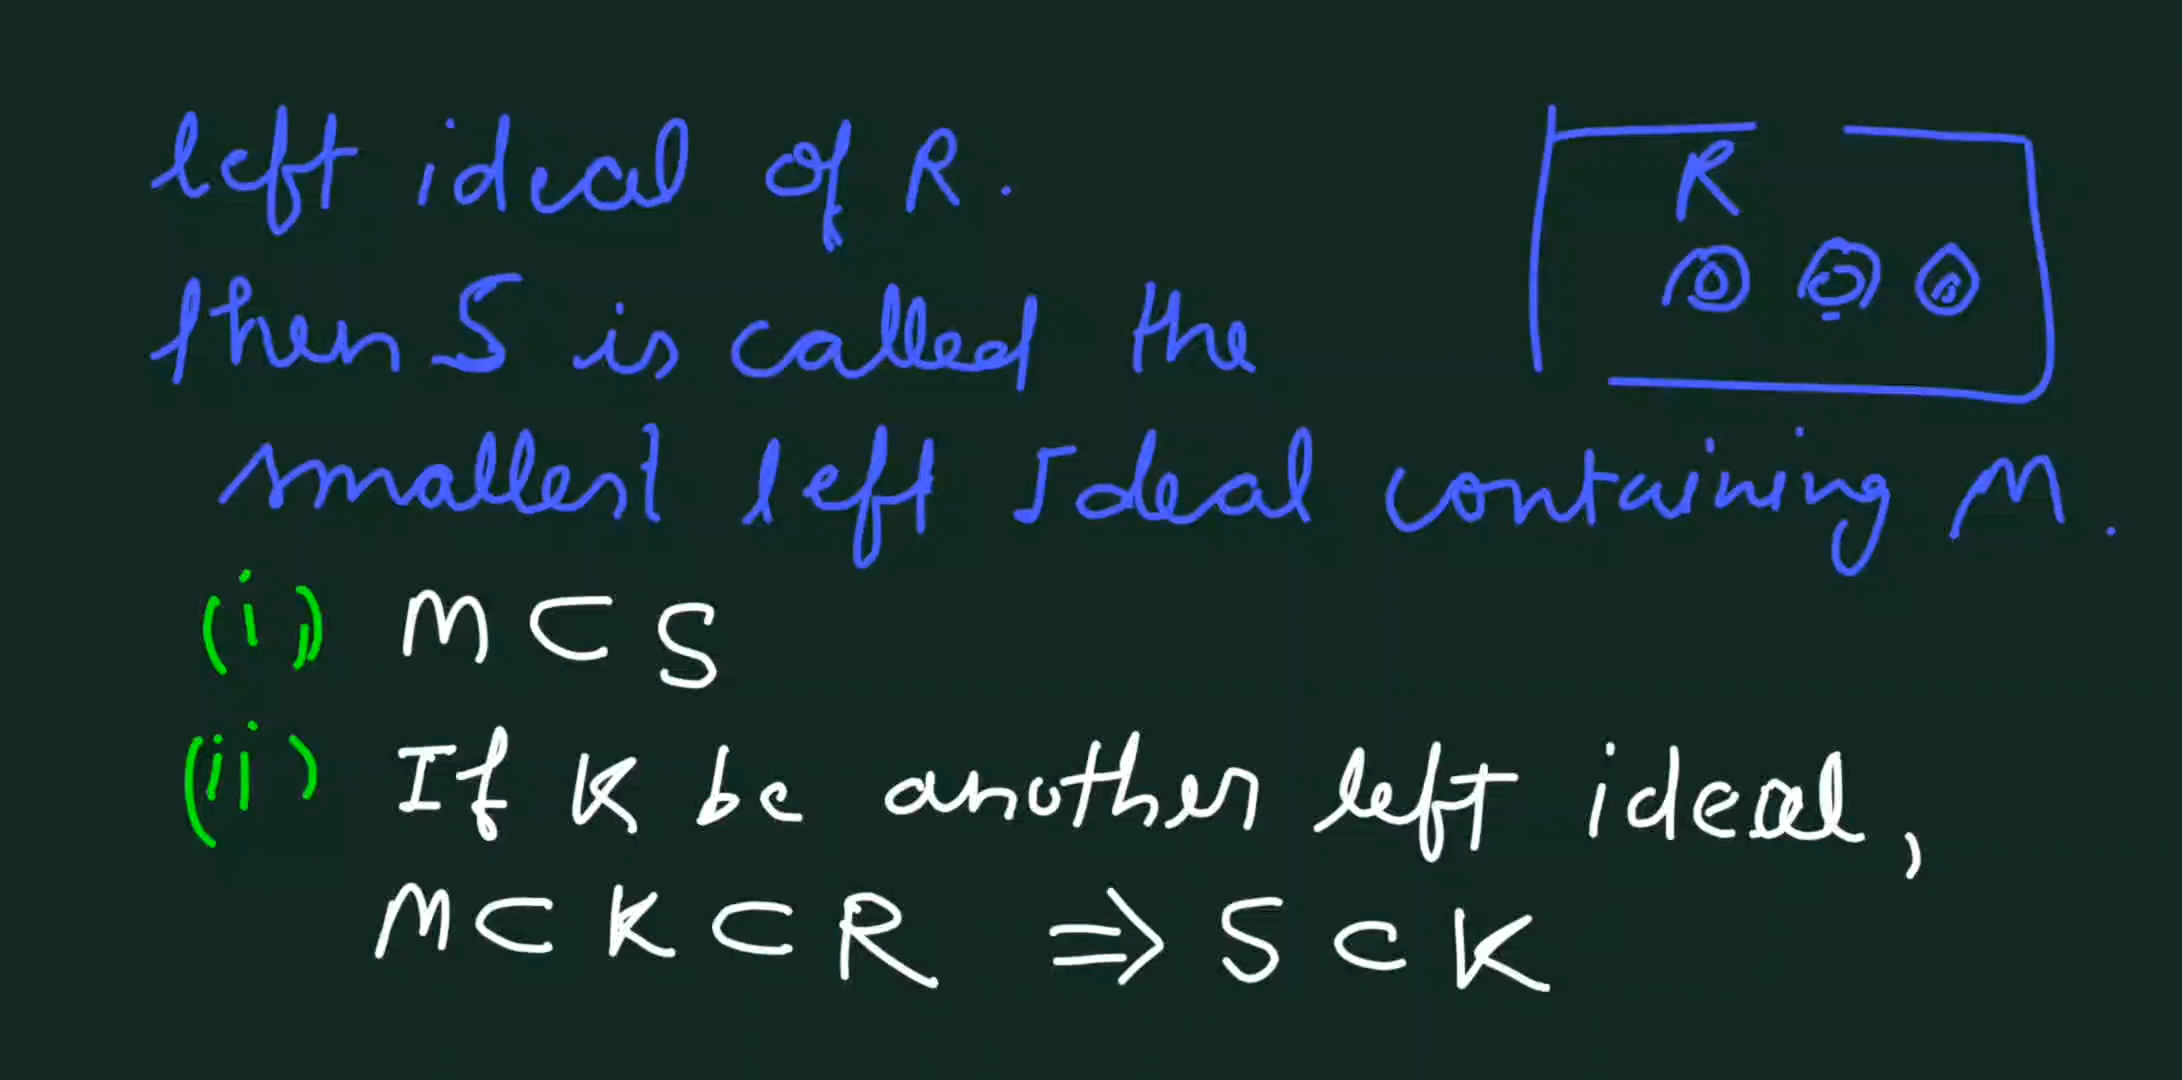 left ideal of R.
R
then S is called the
smallest left Ideal containing M.
(i) M ⊂ S
(ii) If K be another left ideal,
M ⊂ K ⊂ R ⇒ S ⊂ K